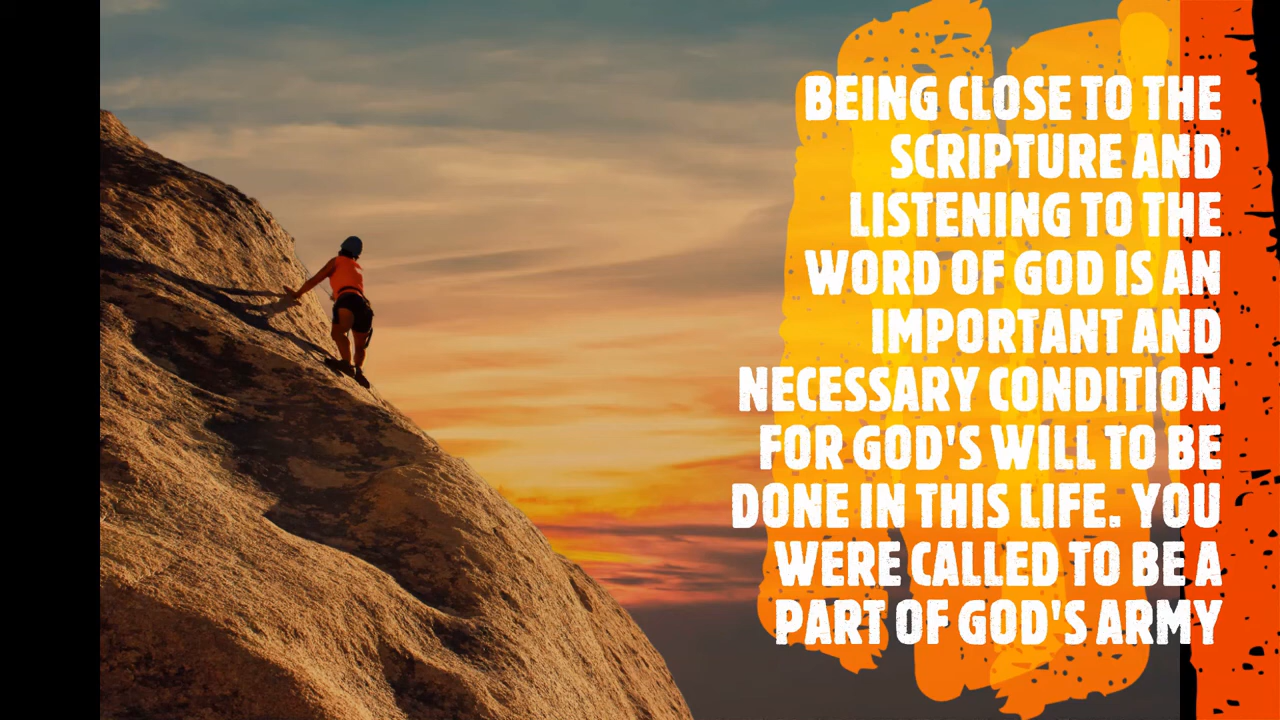 BEING CLOSE TO THE
SCRIPTURE AND
LISTENING TO THE
WORD OF GOD IS AN
IMPORTANT AND
NECESSARY CONDITION
FOR GOD'S WILL TO BE
DONE IN THIS LIFE. YOU
WERE CALLED TO BE A
PART OF GOD'S ARMY